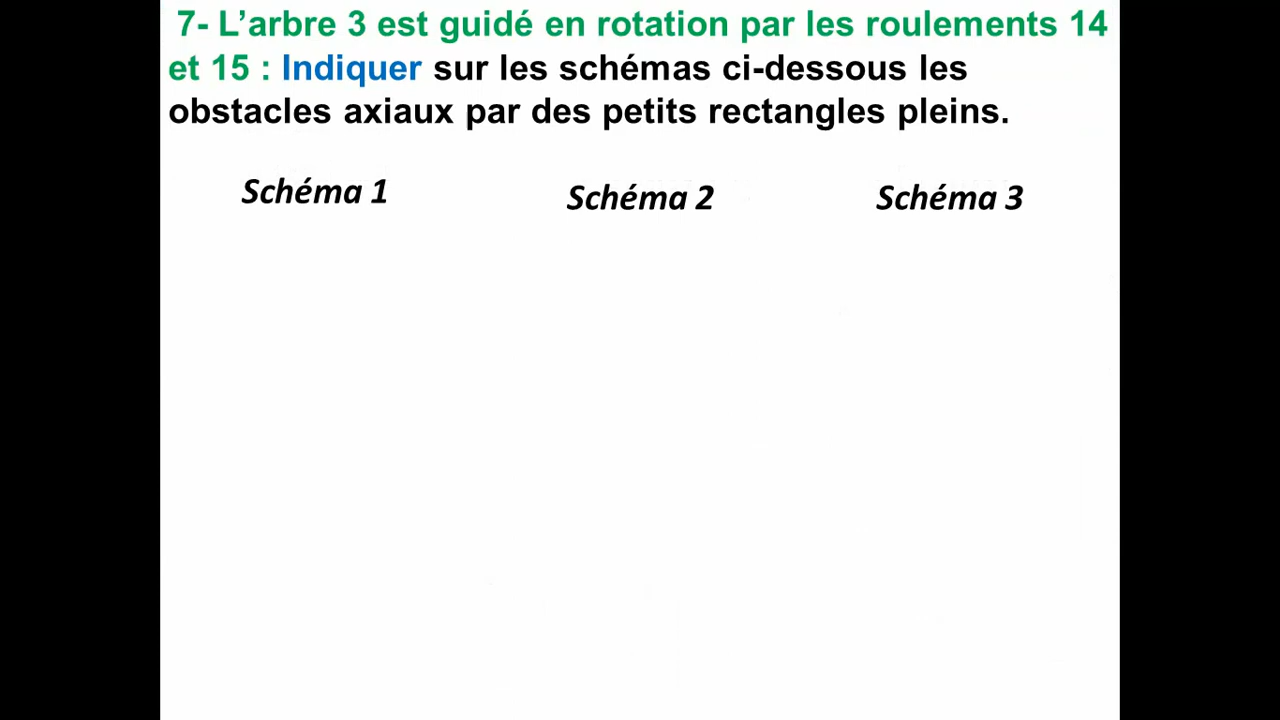 7- L’arbre 3 est guidé en rotation par les roulements 14
et 15 : Indiquer sur les schémas ci-dessous les
obstacles axiaux par des petits rectangles pleins.
Schéma 1
Schéma 2
Schéma 3